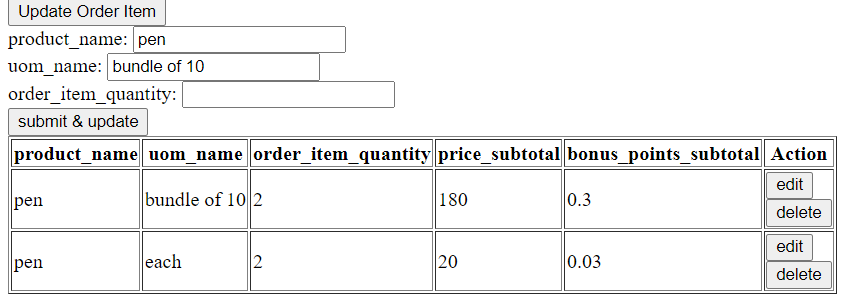 Update Order Item
product_name: pen
uom_name: bundle of 10
order_item_quantity:
submit & update
product_name uom_name order_item_quantity price_subtotal bonus_points_subtotal Action
pen bundle of 10 2 180 0.3 edit
delete
pen each 2 20 0.03 edit
delete